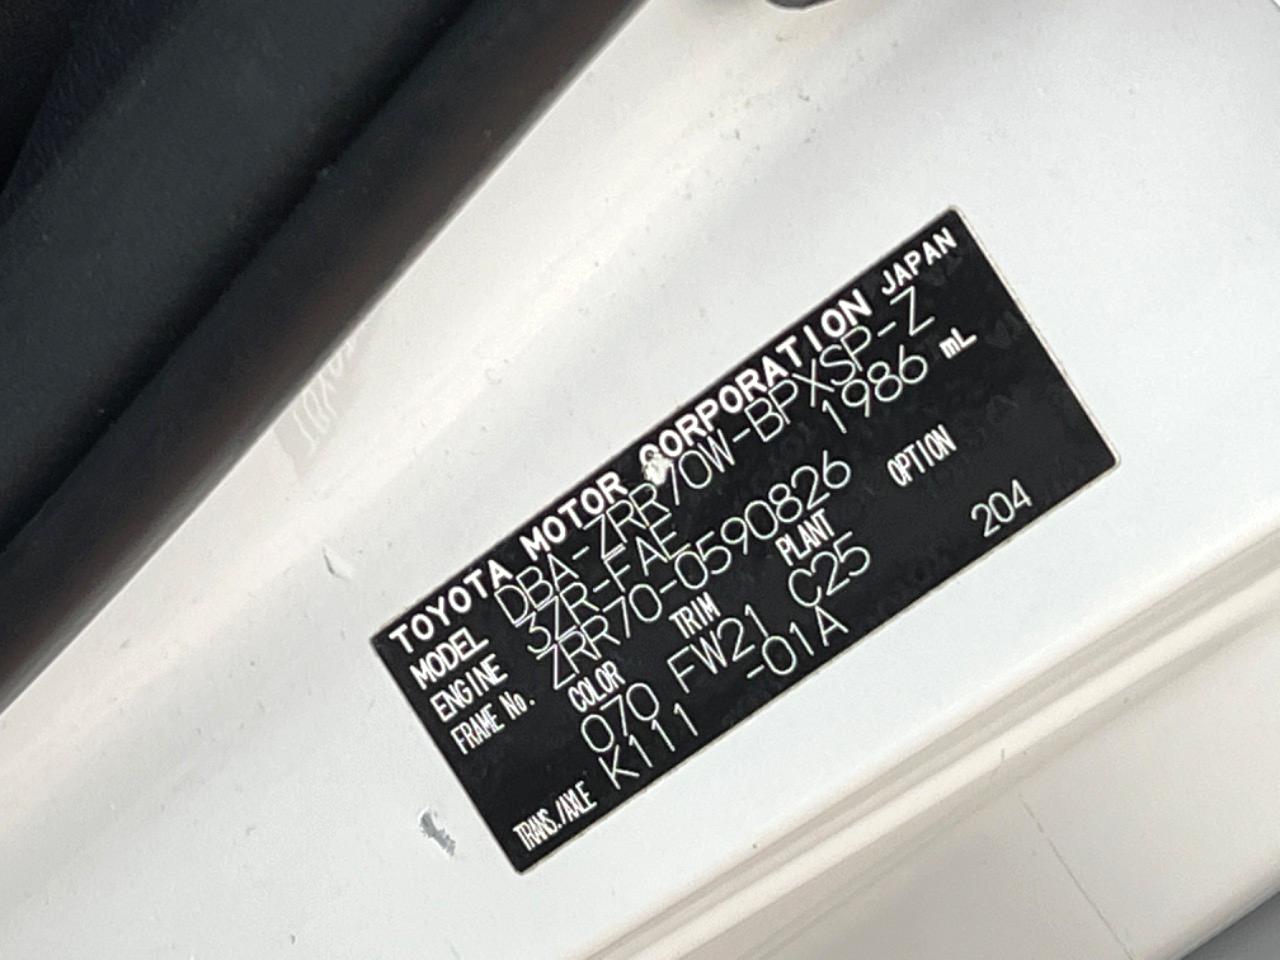 TOYOTA MOTOR CORPORATION JAPAN
MODEL DBA-ZRR70W-BPXSP-Z
ENGINE 3ZR-FAE 1986 mL
FRAME No. ZRR70-0590826
COLOR TRIM PLANT OPTION
070 FW21 C25 204
TRANS./AXLE K111 -01A